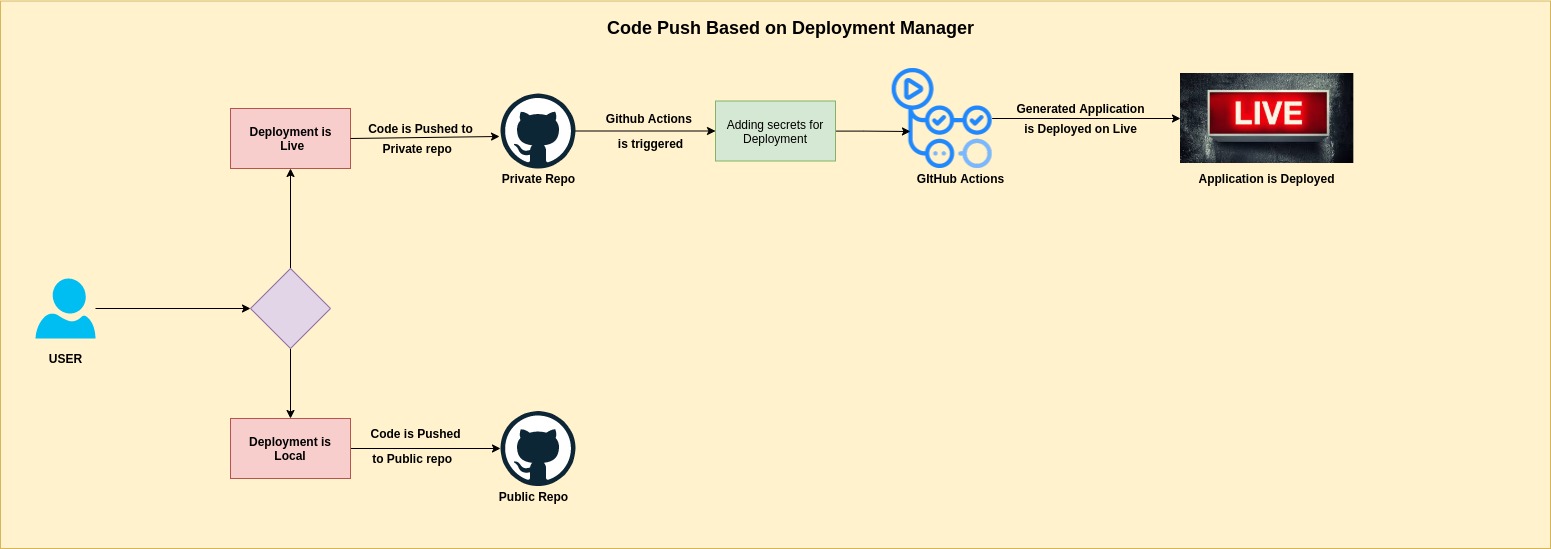 Code Push Based on Deployment Manager
Deployment is
Live
Code is Pushed to
Private repo
Private Repo
Github Actions
is triggered
Adding secrets for
Deployment
GItHub Actions
Generated Application
is Deployed on Live
LIVE
Application is Deployed
USER
Deployment is
Local
Code is Pushed
to Public repo
Public Repo